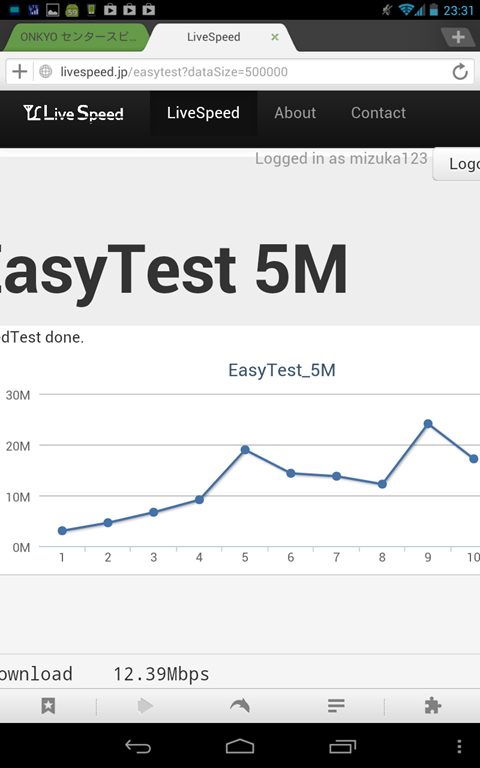 59
23:31
ONKYO センタースピ...
LiveSpeed
livespeed.jp/easytest?dataSize=500000
Live Speed
LiveSpeed
About
Contact
Logged in as mizuka123
Logo
EasyTest 5M
dTest done.
EasyTest_5M
30M
20M
10M
0M
1 2 3 4 5 6 7 8 9 10
ownload 12.39Mbps